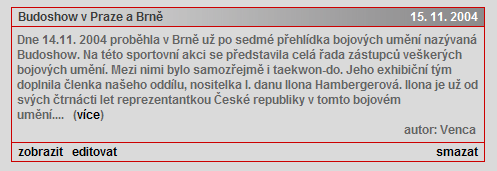 Budoshow v Praze a Brně 15. 11. 2004
Dne 14.11. 2004 proběhla v Brně už po sedmé přehlídka bojových umění nazývaná
Budoshow. Na této sportovní akci se představila celá řada zástupců veškerých
bojových umění. Mezi nimi bylo samozřejmě i taekwon-do. Jeho exhibiční tým
doplnila členka našeho oddílu, nositelka I. danu Ilona Hambergerová. Ilona je už od
svých čtrnácti let reprezentantkou České republiky v tomto bojovém
umění.... (více)
autor: Venca
zobrazit editovat smazat